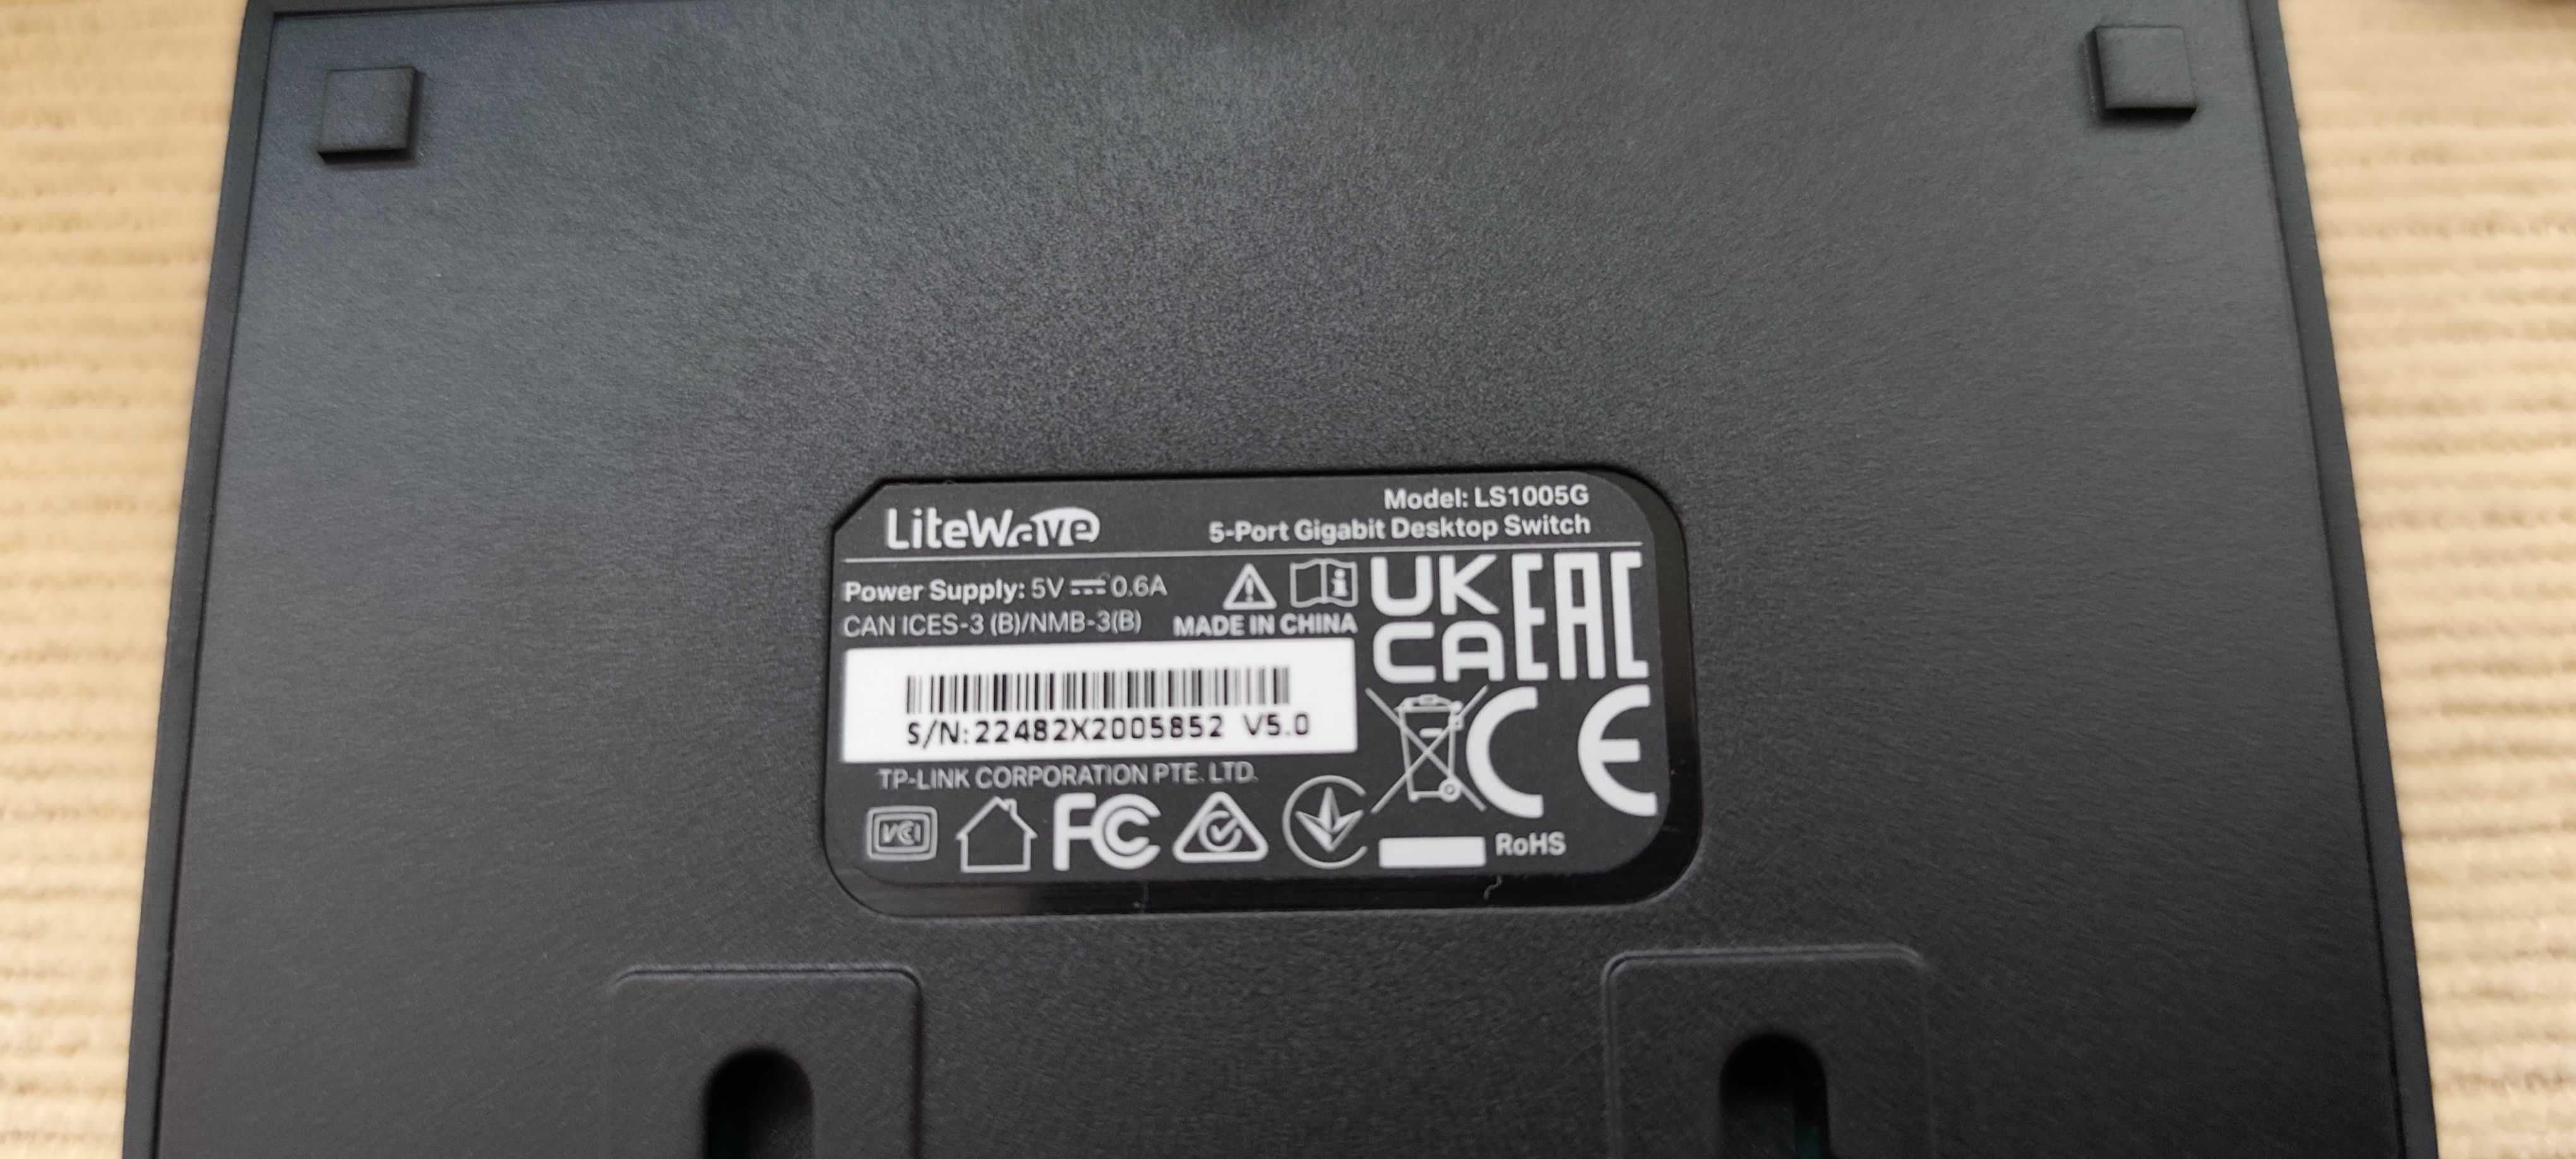 LiteWave
Model: LS1005G
5-Port Gigabit Desktop Switch
Power Supply: 5V ⎓ 0.6A
CAN ICES-3 (B)/NMB-3(B)
MADE IN CHINA
UK
CA
EAC
S/N:22482X2005852 V5.0
CE
TP-LINK CORPORATION PTE. LTD.
VCCI
FC
RoHS